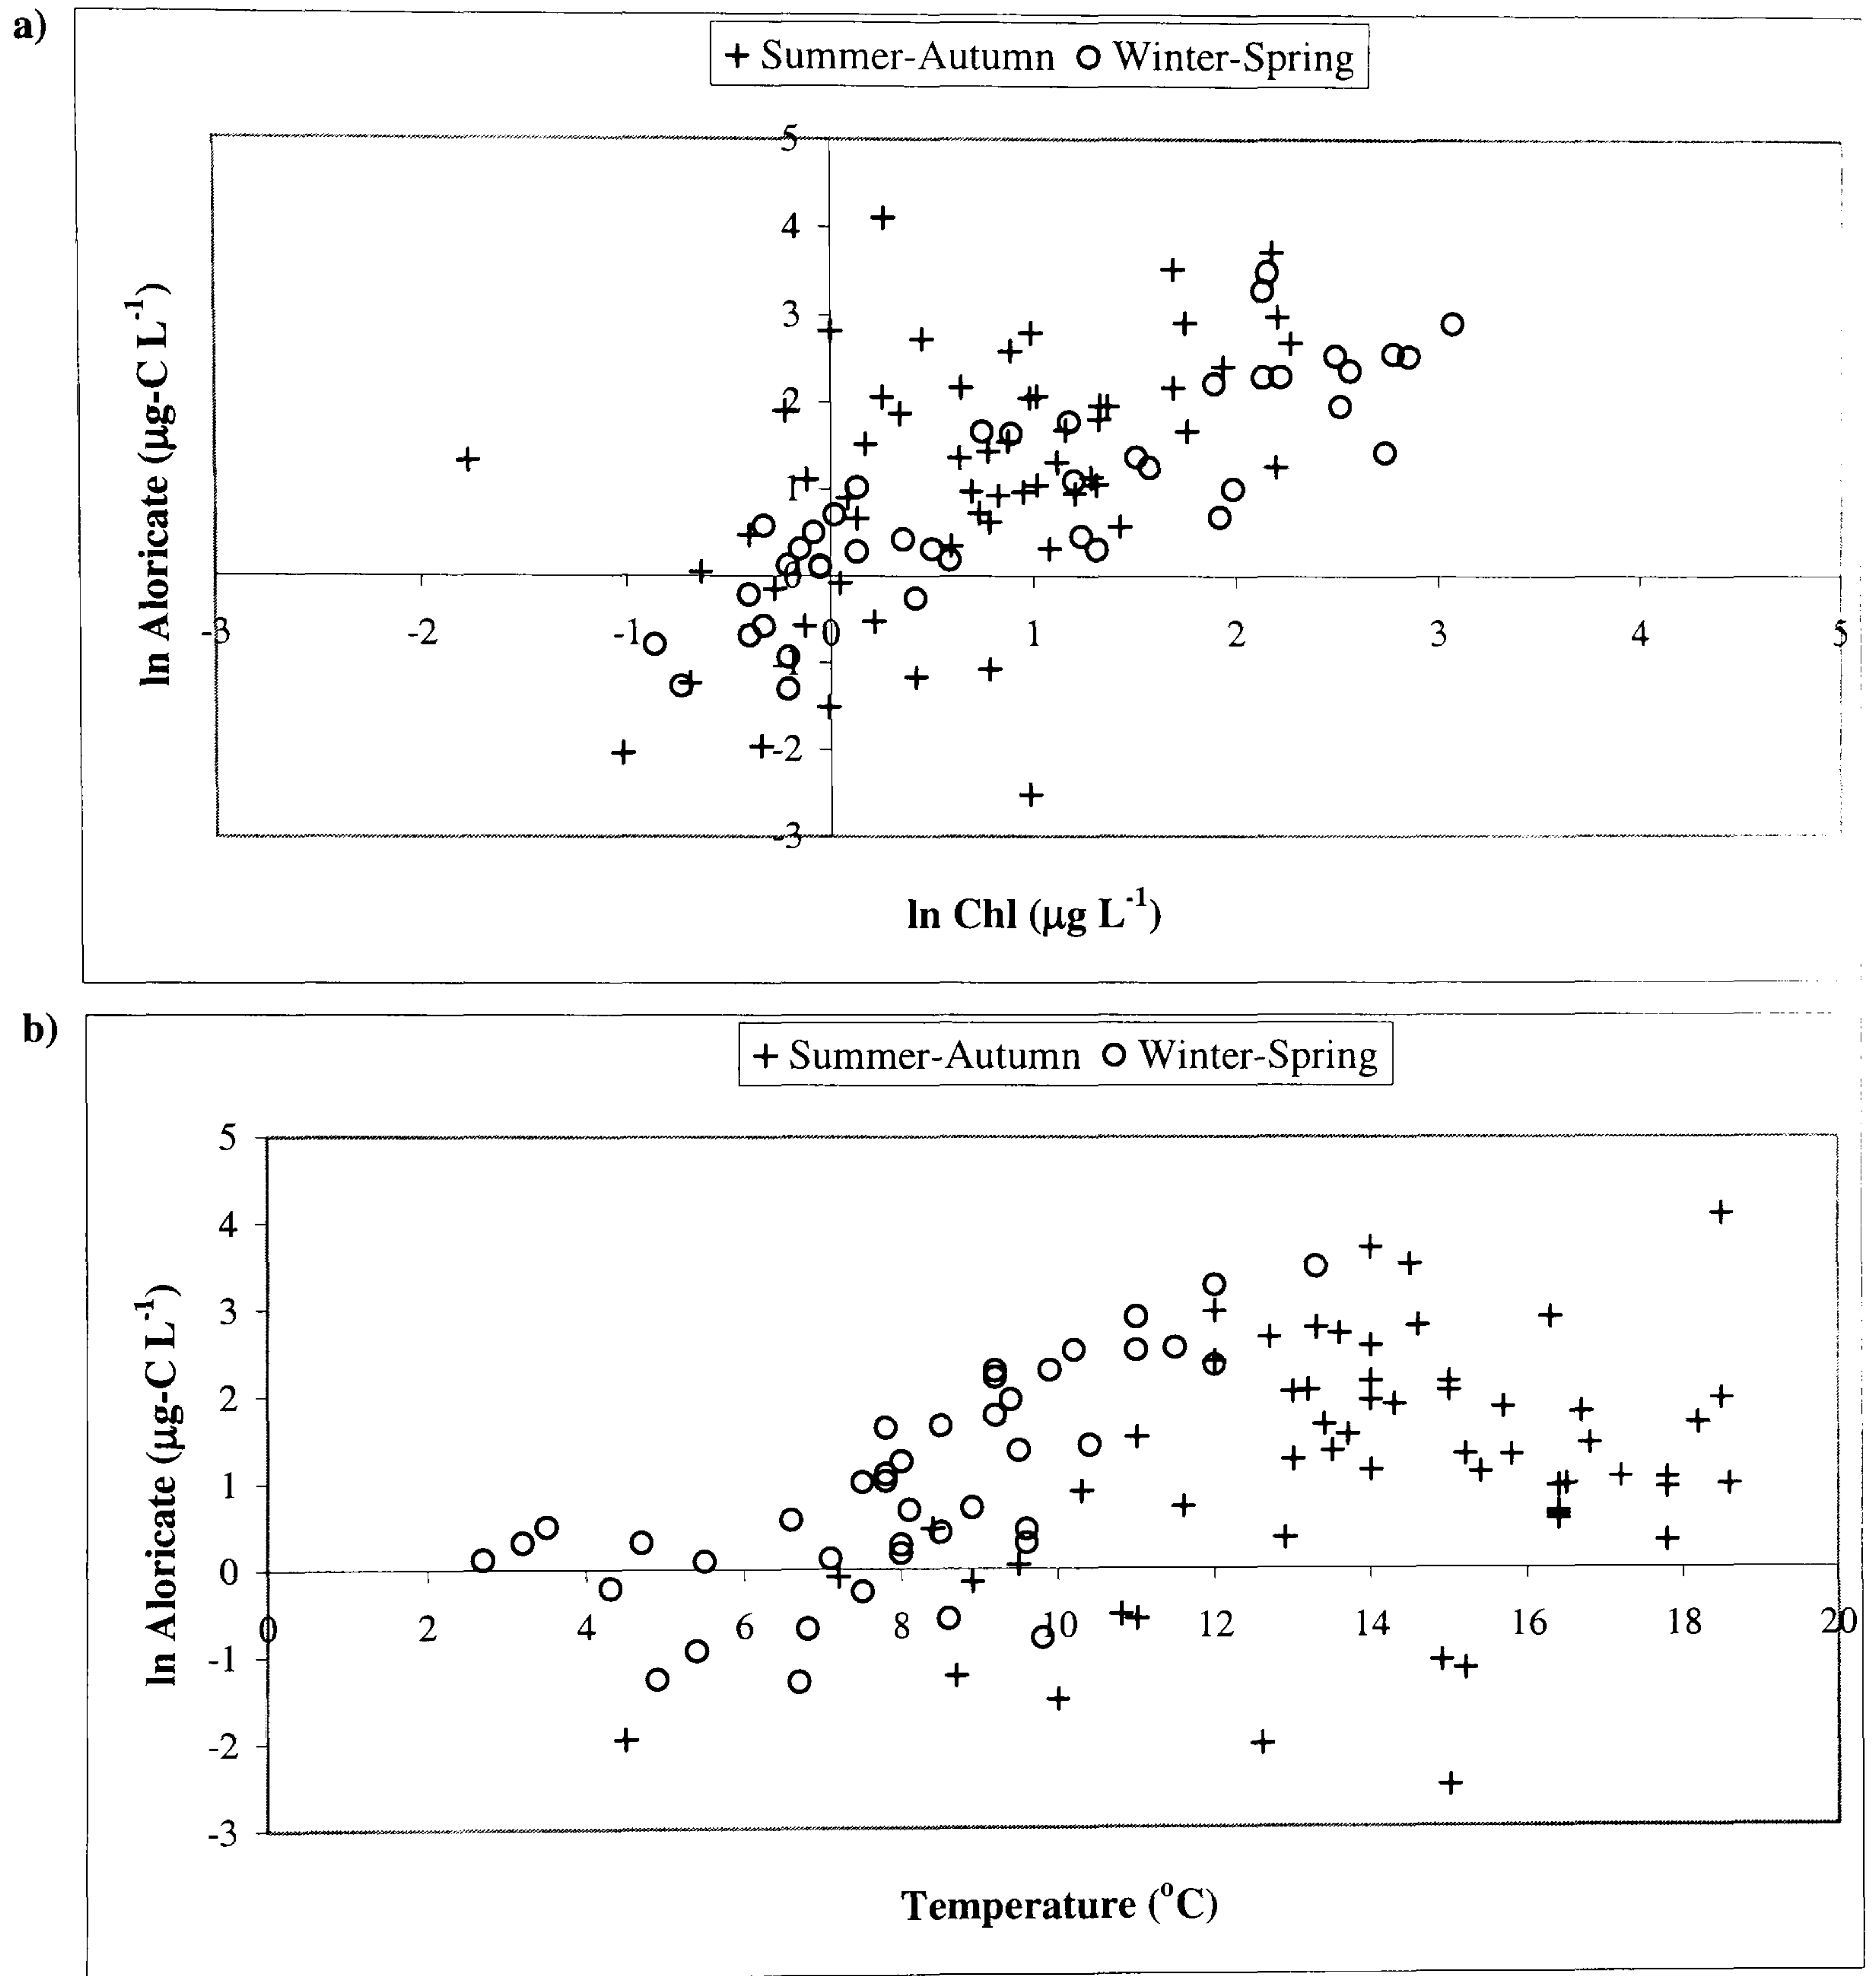 a)
+ Summer-Autumn o Winter-Spring
5
4
3
2
1
0
-1
-2
-3
-3 -2 -1 0 1 2 3 4 5
ln Aloricate (µg-C L⁻¹)
ln Chl (µg L⁻¹)
b)
+ Summer-Autumn o Winter-Spring
5
4
3
2
1
0
-1
-2
-3
0 2 4 6 8 10 12 14 16 18 20
ln Aloricate (µg-C L⁻¹)
Temperature (°C)